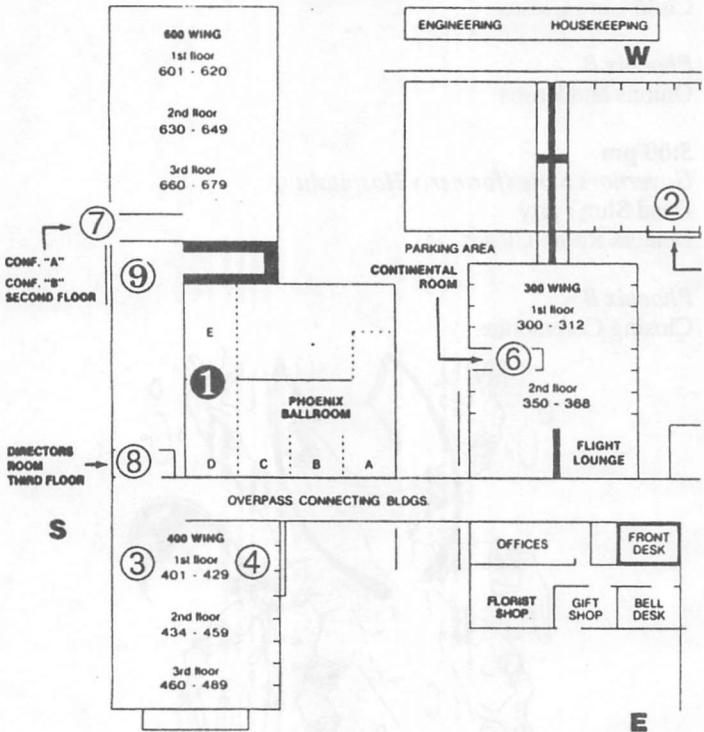 ENGINEERING HOUSEKEEPING
W
600 WING
1st floor
601 - 620
2nd floor
630 - 649
3rd floor
660 - 679
7
2
CONF. "A"
CONF. "B"
SECOND FLOOR
9
PARKING AREA
CONTINENTAL
ROOM
300 WING
1st floor
300 - 312
6
2nd floor
350 - 368
FLIGHT
LOUNGE
E
1
PHOENIX
BALLROOM
D C B A
DIRECTORS
ROOM
THIRD FLOOR
8
OVERPASS CONNECTING BLDGS.
S
400 WING
3
1st floor
401 - 429
4
2nd floor
434 - 459
3rd floor
460 - 489
OFFICES
FRONT
DESK
FLORIST
SHOP
GIFT
SHOP
BELL
DESK
E
5:00 pm